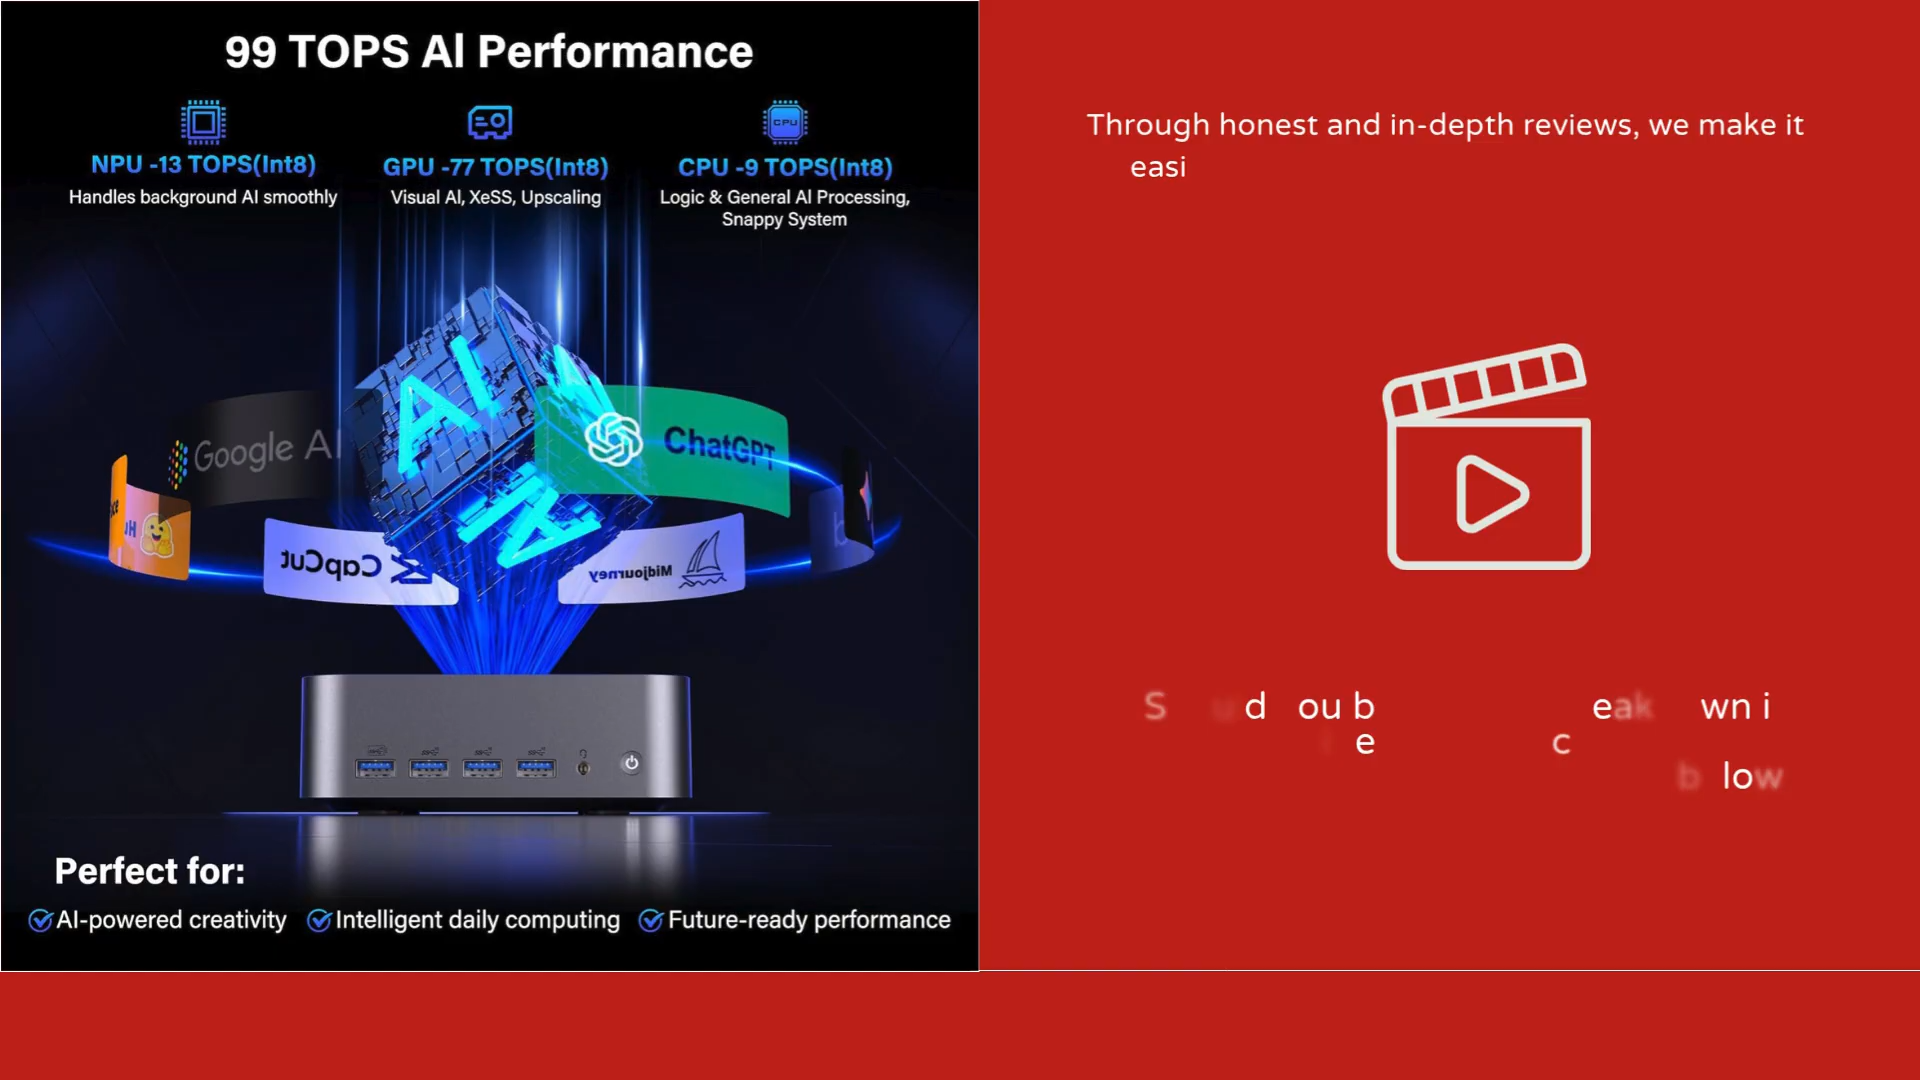 99 TOPS AI Performance
NPU -13 TOPS(Int8)
Handles background AI smoothly
GPU -77 TOPS(Int8)
Visual AI, XeSS, Upscaling
CPU
CPU -9 TOPS(Int8)
Logic & General AI Processing,
Snappy System
Google AI
ChatGPT
CapCut
Midjourney
Perfect for:
AI-powered creativity
Intelligent daily computing
Future-ready performance
Through honest and in-depth reviews, we make it
easi